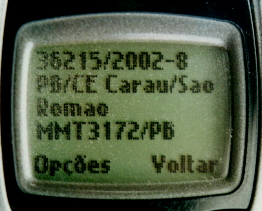 36215/2002-8
PB/CE Carau/Sao
Romao
MMT3172/PB
Opções Voltar